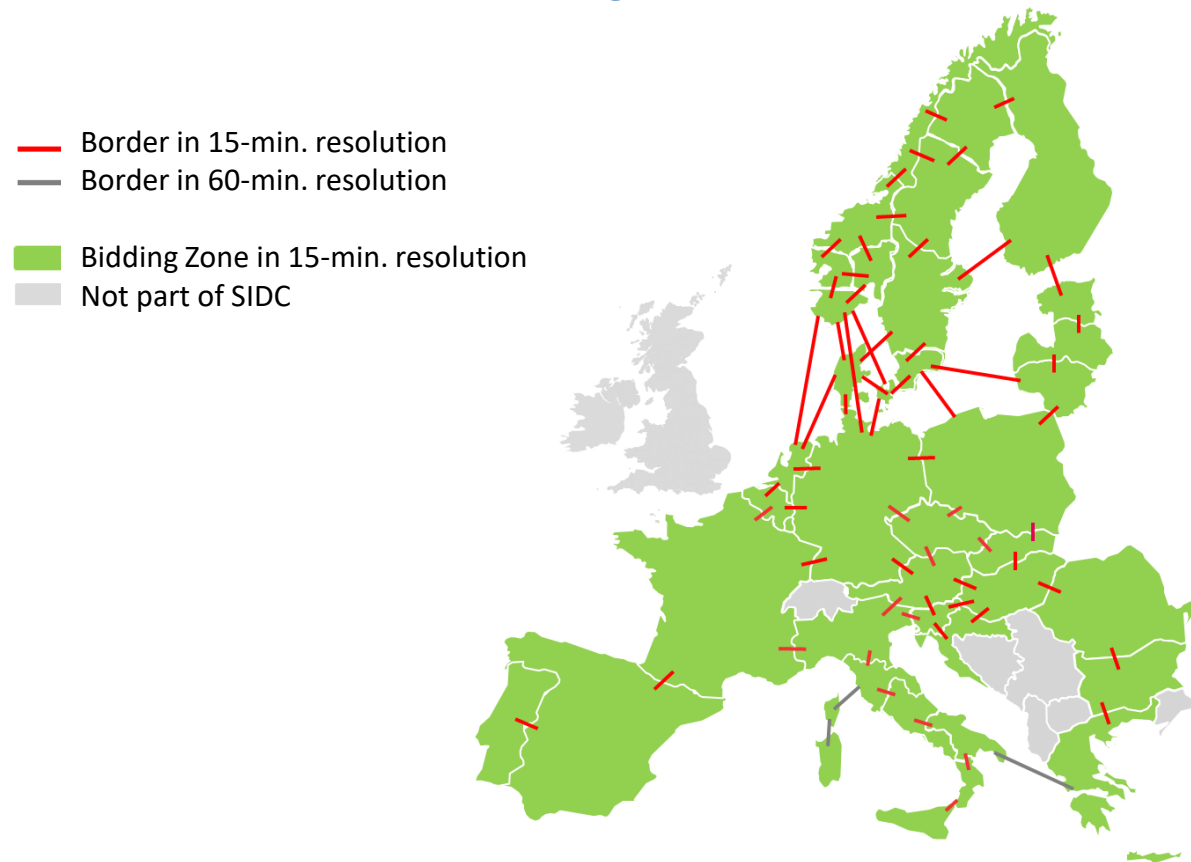 Border in 15-min. resolution
Border in 60-min. resolution
Bidding Zone in 15-min. resolution
Not part of SIDC